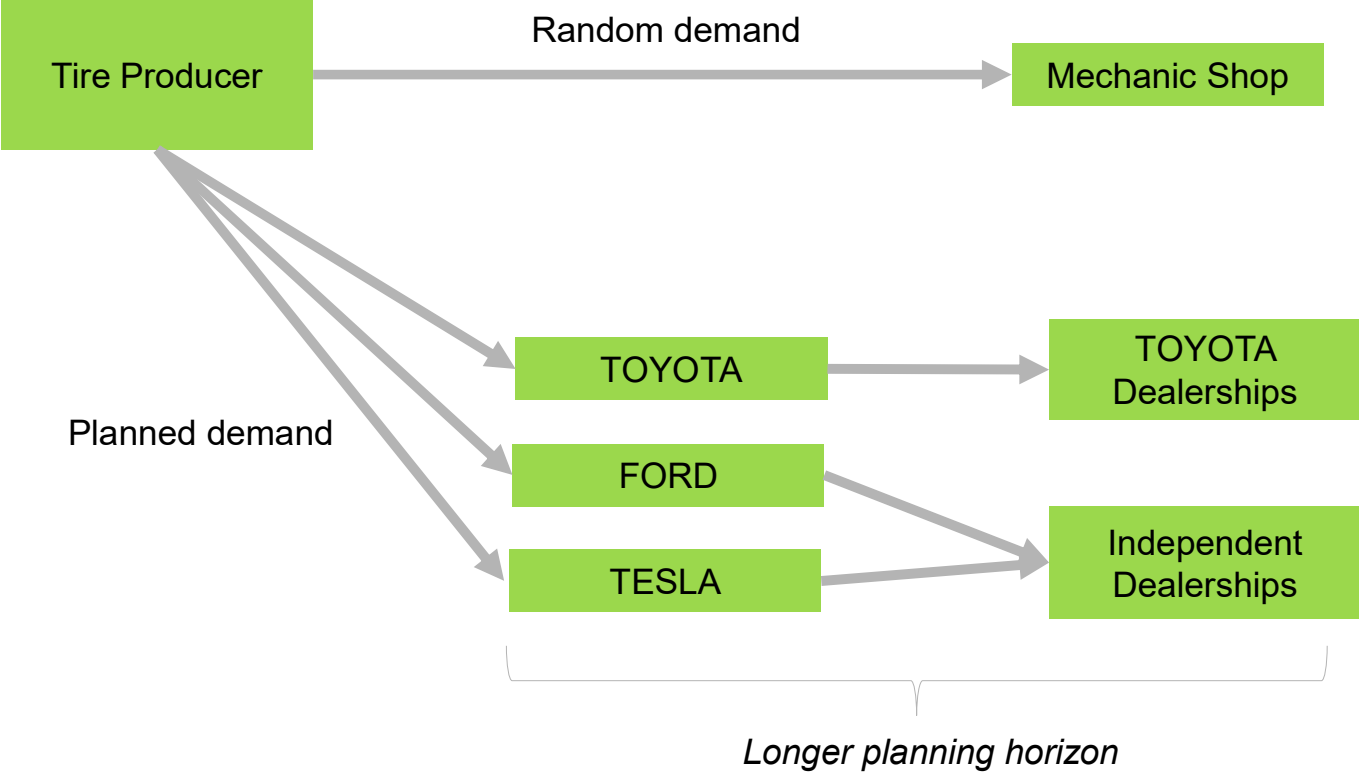 Random demand
Tire Producer
Mechanic Shop
TOYOTA
TOYOTA
Dealerships
Planned demand
FORD
Independent
Dealerships
TESLA
Longer planning horizon